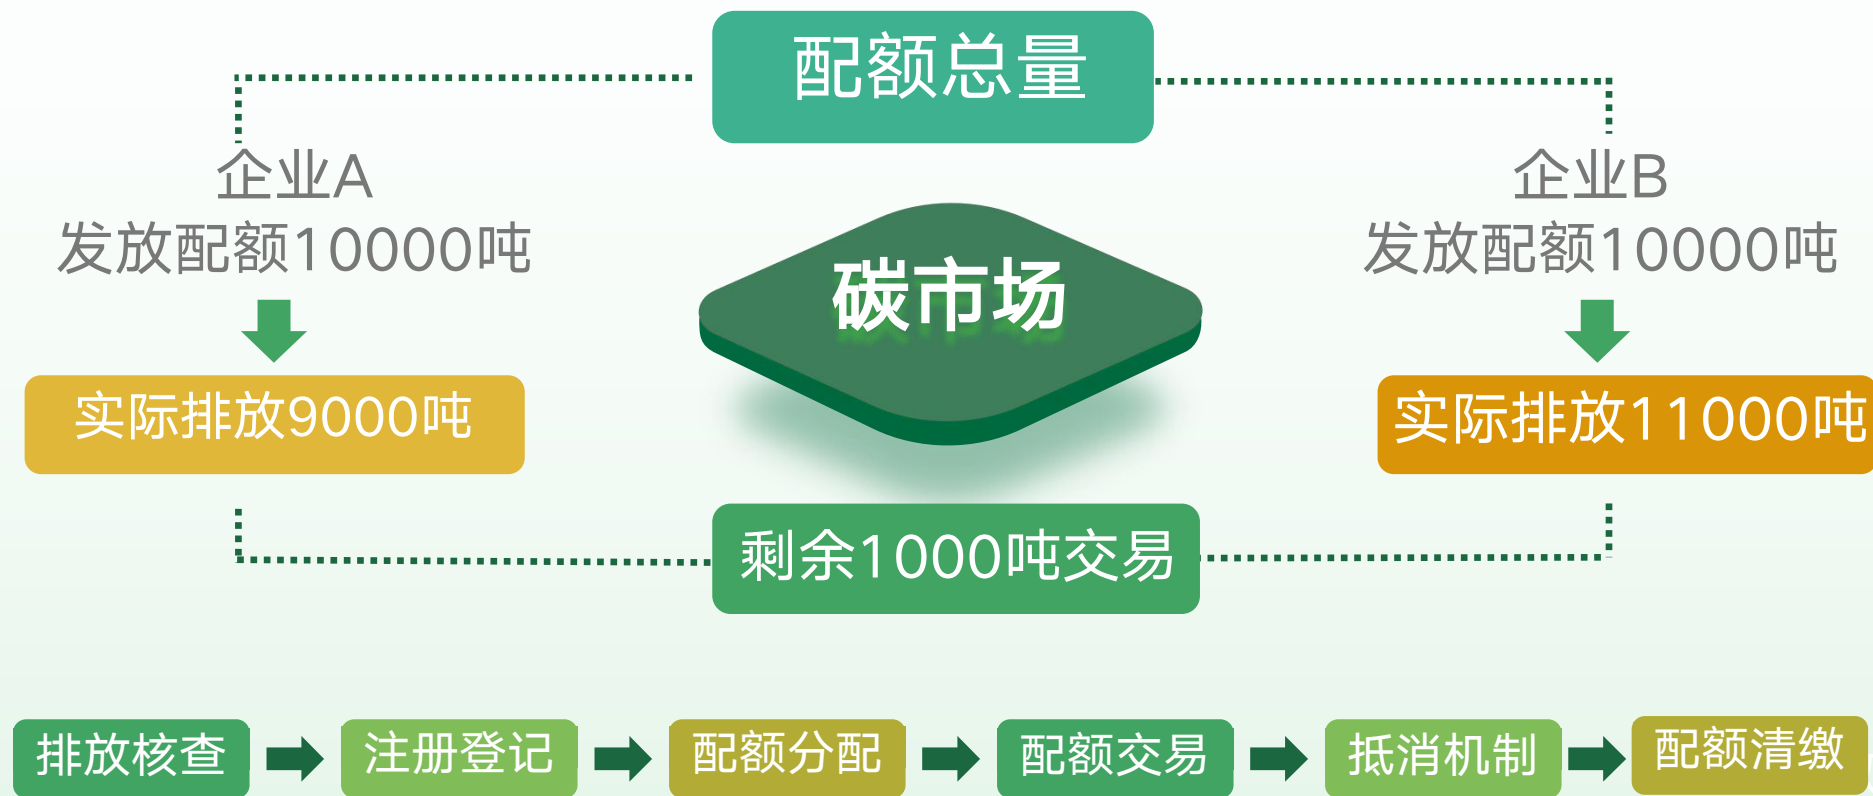 配额总量
企业A
发放配额10000吨
实际排放9000吨
碳市场
企业B
发放配额10000吨
实际排放11000吨
剩余1000吨交易
排放核查
注册登记
配额分配
配额交易
抵消机制
配额清缴